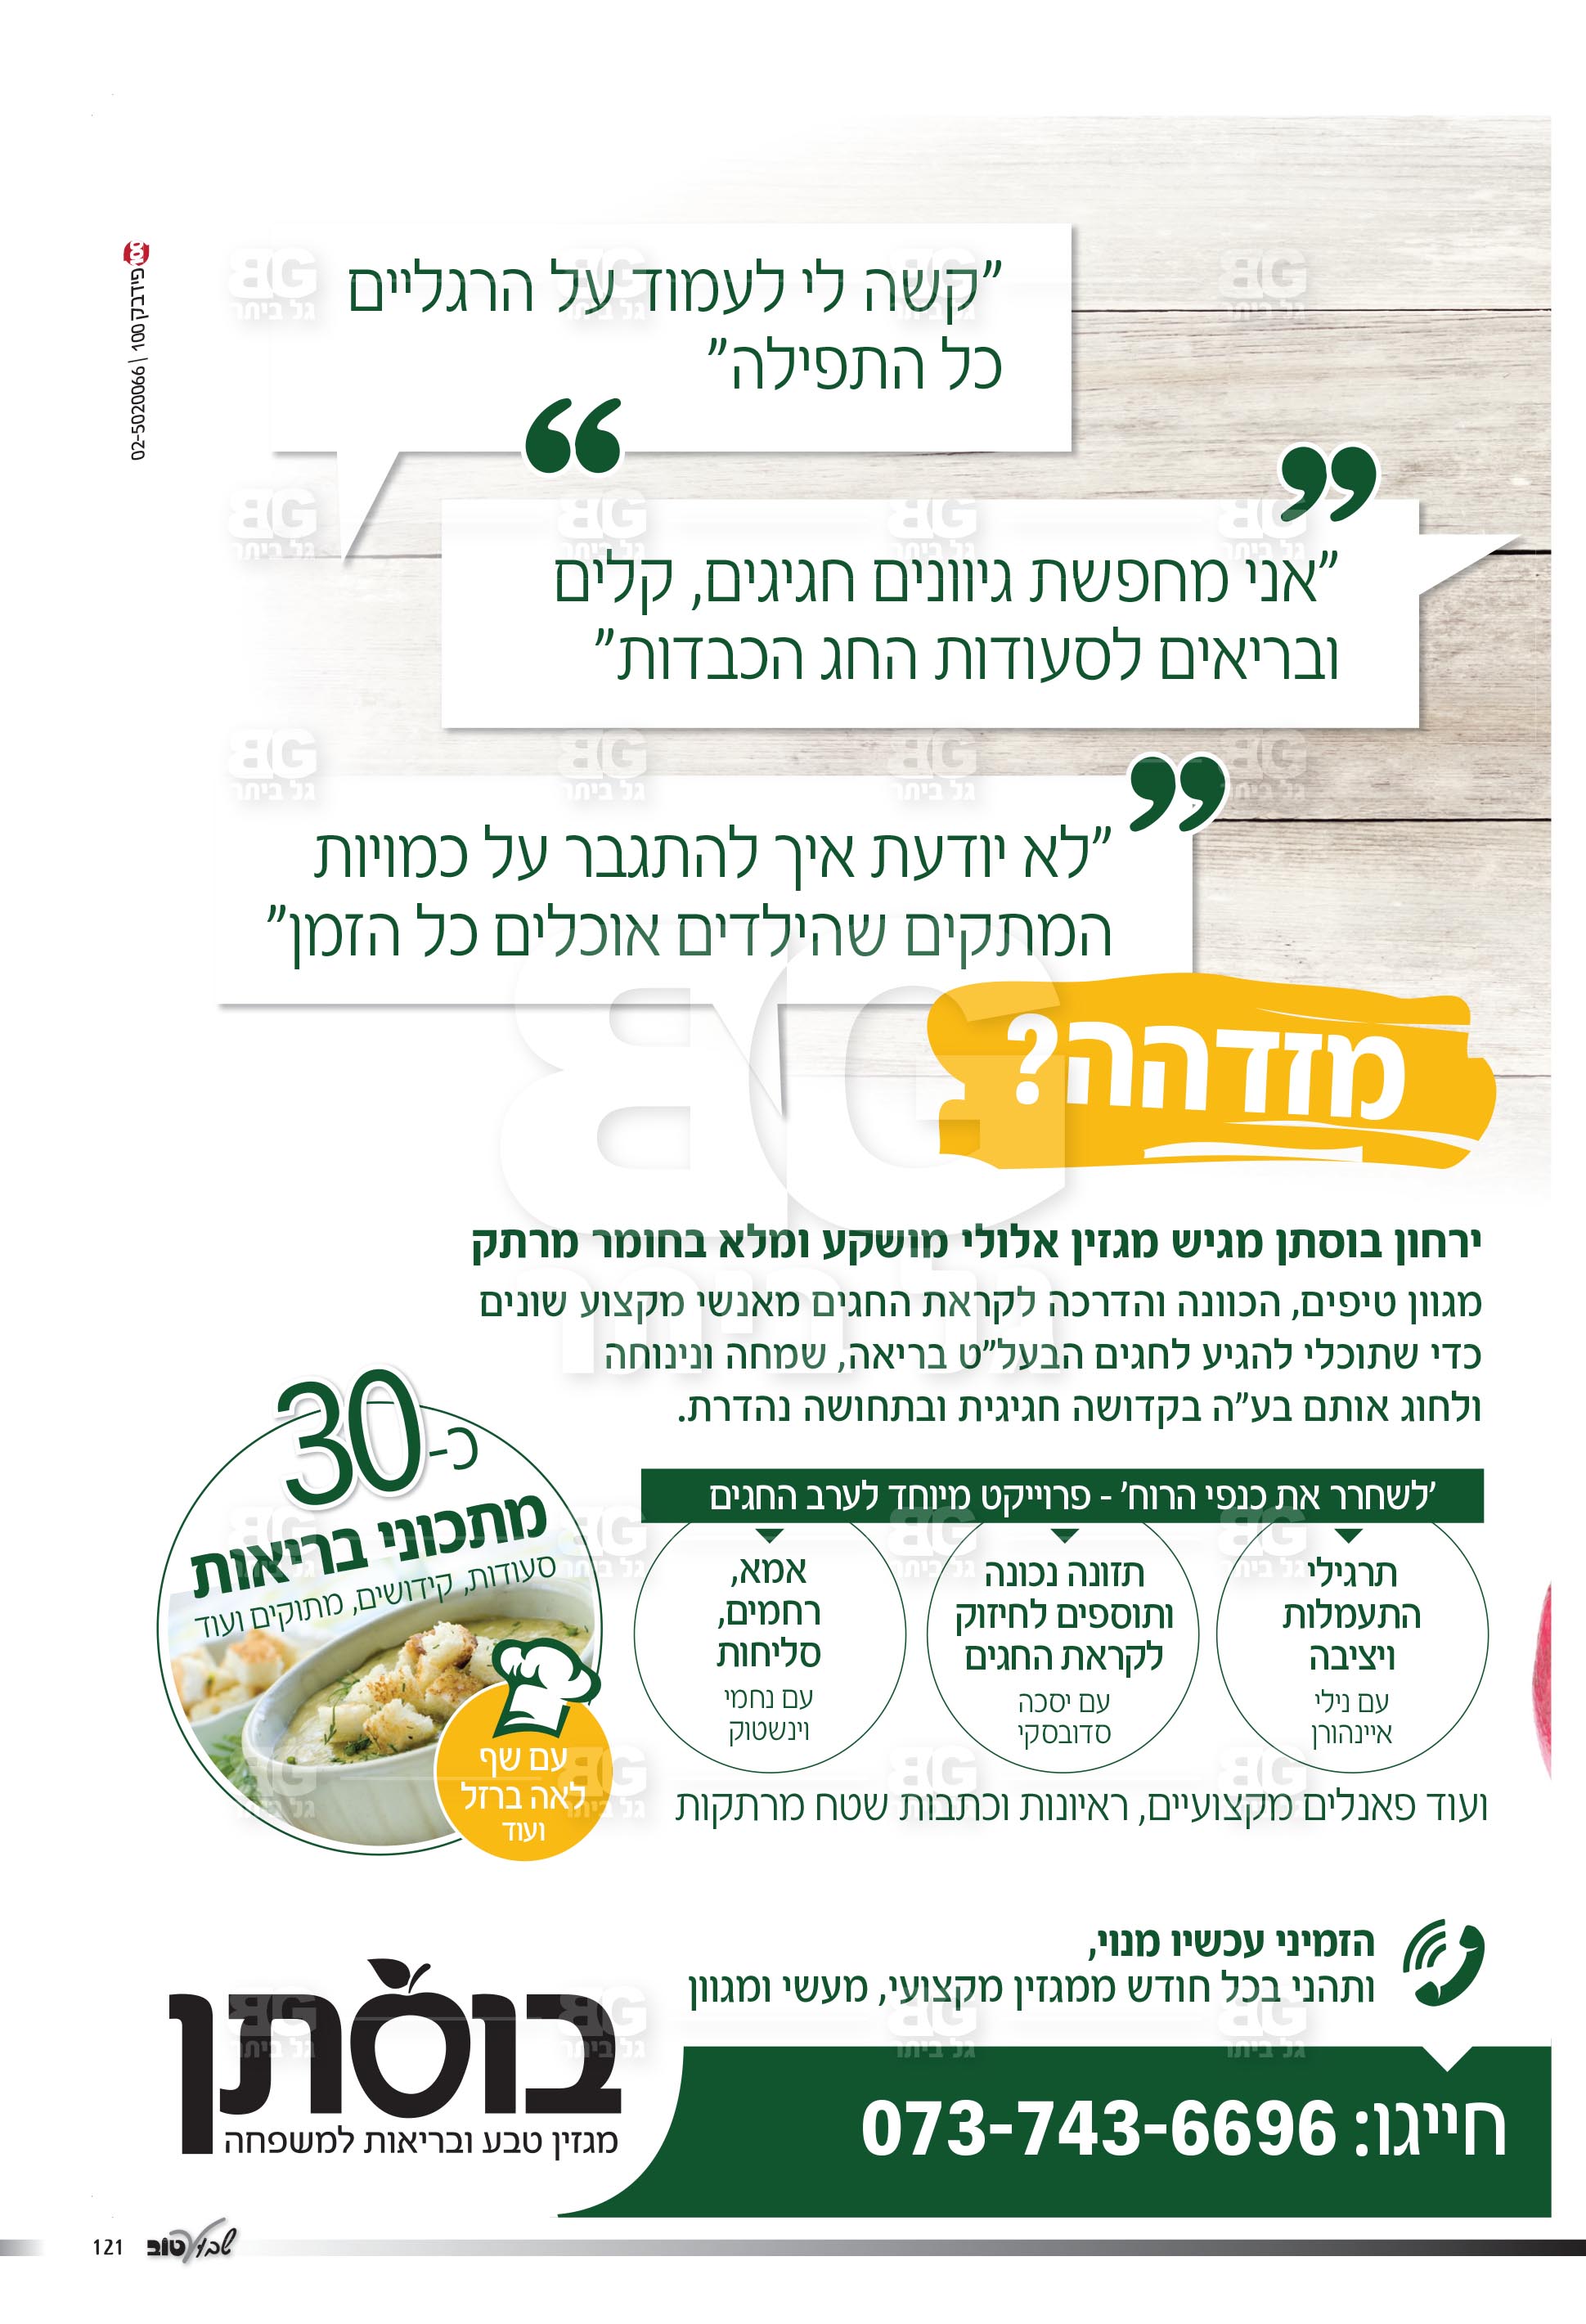 פידבק 100 | 02-5020066
"קשה לי לעמוד על הרגליים
כל התפילה"
"אני מחפשת גיוונים חגיגים, קלים
ובריאים לסעודות החג הכבדות"
"לא יודעת איך להתגבר על כמויות
המתקים שהילדים אוכלים כל הזמן"
מזדהה?
ירחון בוסתן מגיש מגזין אלולי מושקע ומלא בחומר מרתק
מגוון טיפים, הכוונה והדרכה לקראת החגים מאנשי מקצוע שונים
כדי שתוכלי להגיע לחגים הבעל"ט בריאה, שמחה ונינוחה
ולחוג אותם בע"ה בקדושה חגיגית ובתחושה נהדרת.
'לשחרר את כנפי הרוח' - פרוייקט מיוחד לערב החגים
תרגילי
התעמלות
ויציבה
עם נילי
איינהורן
תזונה נכונה
ותוספים לחיזוק
לקראת החגים
עם יסכה
סדובסקי
אמא,
רחמים,
סליחות
עם נחמי
וינשטוק
כ-30
מתכוני בריאות
סעודות, קידושים, מתוקים ועוד
עם שף
לאה ברזל
ועוד
ועוד פאנלים מקצועיים, ראיונות וכתבות שטח מרתקות
הזמיני עכשיו מנוי,
ותהני בכל חודש ממגזין מקצועי, מעשי ומגוון
חייגו: 073-743-6696
בוסתן
מגזין טבע ובריאות למשפחה
שבוע טוב
121
BG
גל ביתר